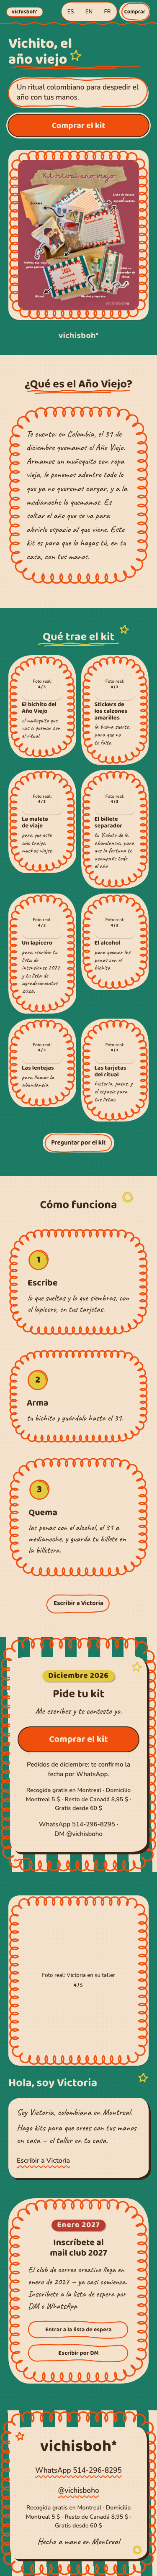 vichisboh*
ES EN FR
Comprar
Vichito, el
año viejo
Un ritual colombiano para cerrar el
año con tus manos.
Comprar el kit
Kit ritual año viejo
vichisboh*
¿Qué es el Año Viejo?
Te cuento: en Colombia, el 31 de
diciembre quemamos el Año Viejo.
Armamos un muñequito con ropa
vieja, le ponemos adentro todo lo
que ya no queremos cargar, y a la
medianoche lo quemamos. Es
soltar el año que se va para
abrirle espacio al que viene. Este
kit es para que lo hagas tú, en tu
casa, con tus manos.
Qué trae el kit
Foto real:
4 / 5
El bichito del
Año Viejo
el muñequito que
vas a quemar con
el ritual
Foto real:
4 / 5
Stickers de
los calzones
amarillos
la buena suerte,
para que no
te falte.
Foto real:
4 / 5
La maleta
de viaje
para que este
año traiga
muchos viajes.
Foto real:
4 / 5
El billete
separador
tu Vichito de la
abundancia, para
que la fortuna te
acompañe todo
el año
Foto real:
4 / 5
Un lapicero
para escribir tu
lista de
intenciones 2027
y tu lista de
agradecimientos
2026.
Foto real:
4 / 5
El alcohol
para quemar las
penas con el
bichito.
Foto real:
4 / 5
Las lentejas
para llamar la
abundancia.
Foto real:
4 / 5
Las tarjetas
del ritual
historia, pasos, y
el espacio para
tus listas
Preguntar por el kit
Cómo funciona
1
Escribe
lo que sueltas y lo que siembras, con
el lapicero, en tus tarjetas.
2
Arma
tu bichito y guárdalo hasta el 31.
3
Quema
las penas con el alcohol, el 31 a
medianoche, y guarda tu billete en
la billetera.
Escribir a Victoria
Diciembre 2026
Pide tu kit
Me escribes y te contesto yo.
Comprar el kit
Pedidos de diciembre: te confirmo la
fecha por WhatsApp.
Recogida gratis en Montreal · Domicilio
Montreal 5 $ · Resto de Canadá 8,95 $ ·
Gratis desde 60 $
WhatsApp 514-296-8295 ·
DM @vichisboho
Foto real: Victoria en su taller
4 / 5
Hola, soy Victoria
Soy Victoria, colombiana en Montreal.
Hago kits para que crees con tus manos
en casa — el taller en tu casa.
Escribir a Victoria
Enero 2027
Inscríbete al
mail club 2027
El club de correo creativo llega en
enero de 2027 — ya casi comienza.
Inscríbete a la lista de espera por
DM o WhatsApp.
Entrar a la lista de espera
Escribir por DM
vichisboh*
WhatsApp 514-296-8295
@vichisboho
Recogida gratis en Montreal · Domicilio
Montreal 5 $ · Resto de Canadá 8,95 $ ·
Gratis desde 60 $
Hecho a mano en Montreal